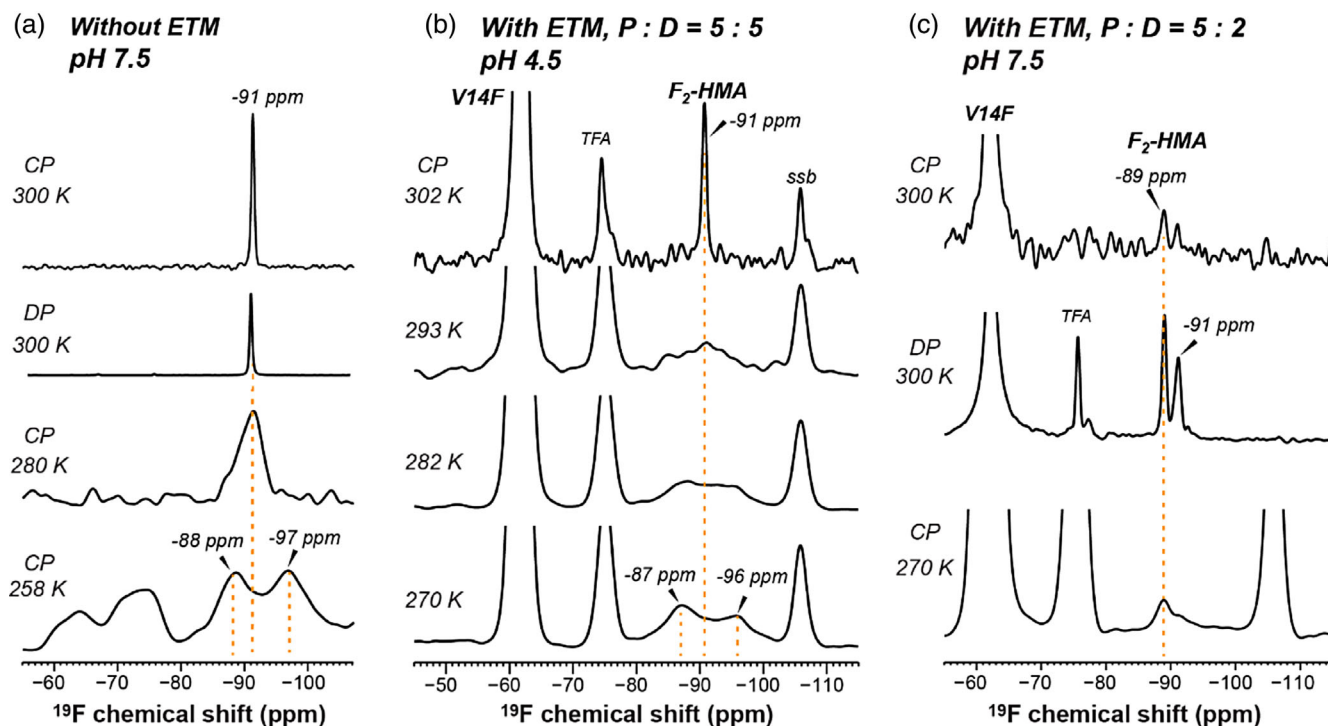 (a) Without ETM
pH 7.5
-91 ppm
CP
300 K
DP
300 K
CP
280 K
CP
258 K
-88 ppm
-97 ppm
−60 −70 −80 −90 −100
¹⁹F chemical shift (ppm)
(b) With ETM, P : D = 5 : 5
pH 4.5
V14F
TFA
F₂-HMA
-91 ppm
ssb
CP
302 K
293 K
282 K
270 K
-87 ppm
-96 ppm
−50 −60 −70 −80 −90 −100 −110
¹⁹F chemical shift (ppm)
(c) With ETM, P : D = 5 : 2
pH 7.5
V14F
F₂-HMA
-89 ppm
CP
300 K
TFA
-91 ppm
DP
300 K
CP
270 K
−60 −70 −80 −90 −100 −110
¹⁹F chemical shift (ppm)